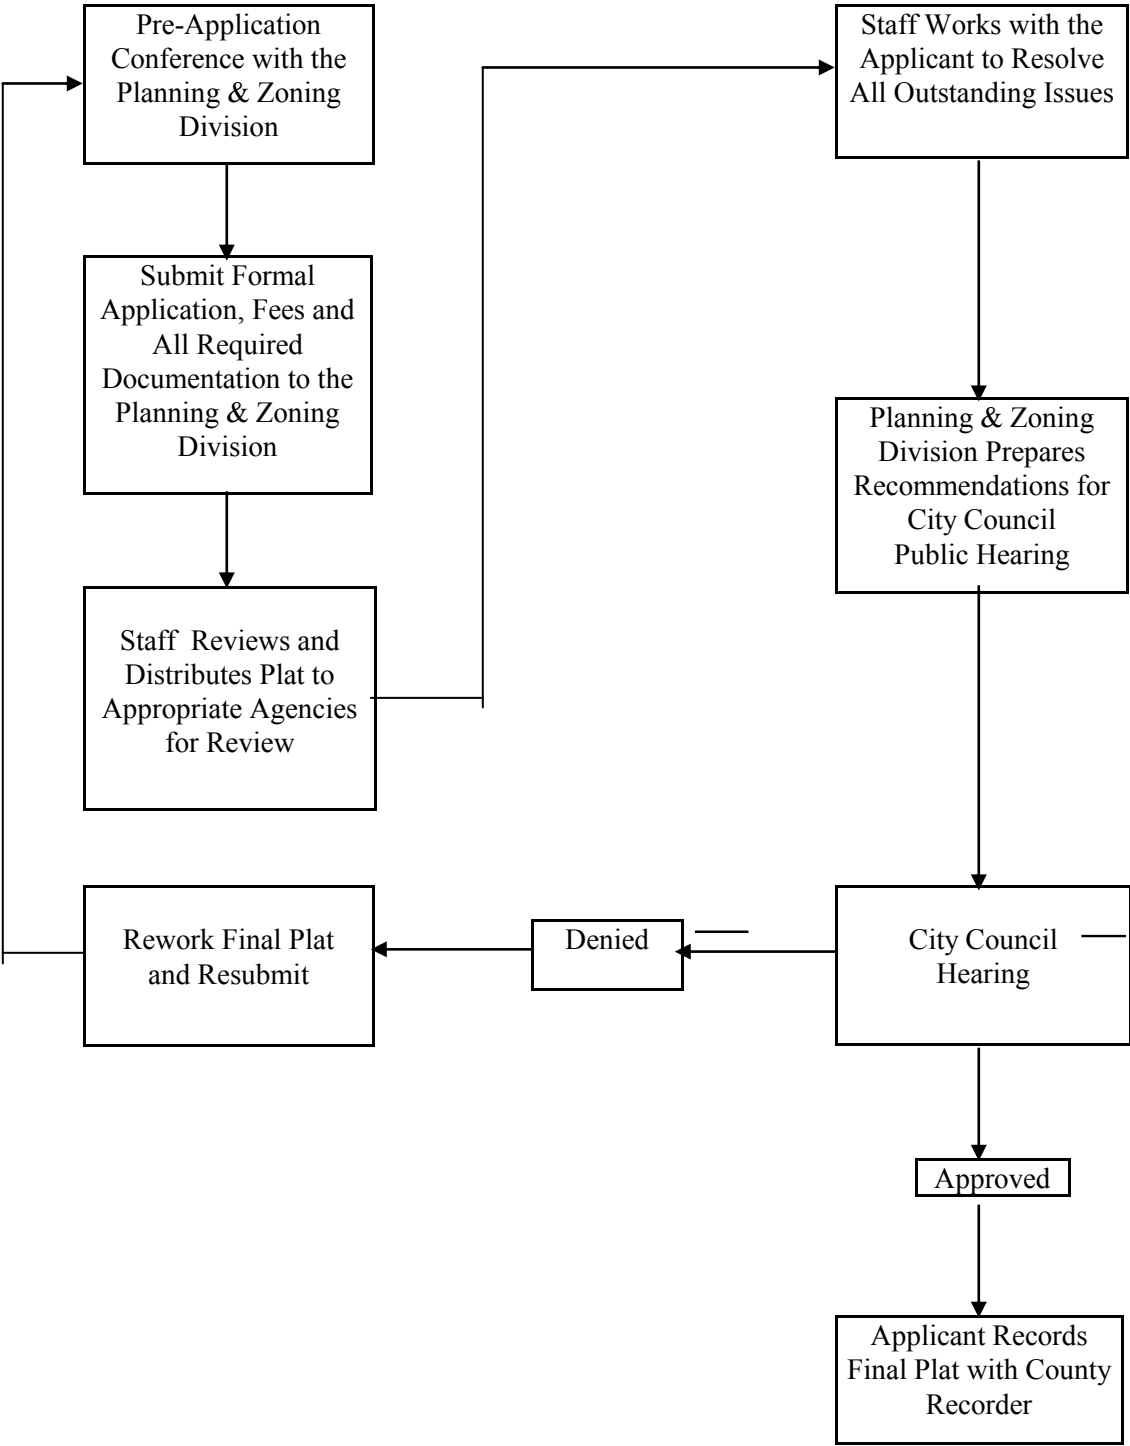 Pre-Application
Conference with the
Planning & Zoning
Division
Submit Formal
Application, Fees and
All Required
Documentation to the
Planning & Zoning
Division
Staff  Reviews and
Distributes Plat to
Appropriate Agencies
for Review
Staff Works with the
Applicant to Resolve
All Outstanding Issues
Planning & Zoning
Division Prepares
Recommendations for
City Council
Public Hearing
City Council
Hearing
Denied
Rework Final Plat
and Resubmit
Approved
Applicant Records
Final Plat with County
Recorder